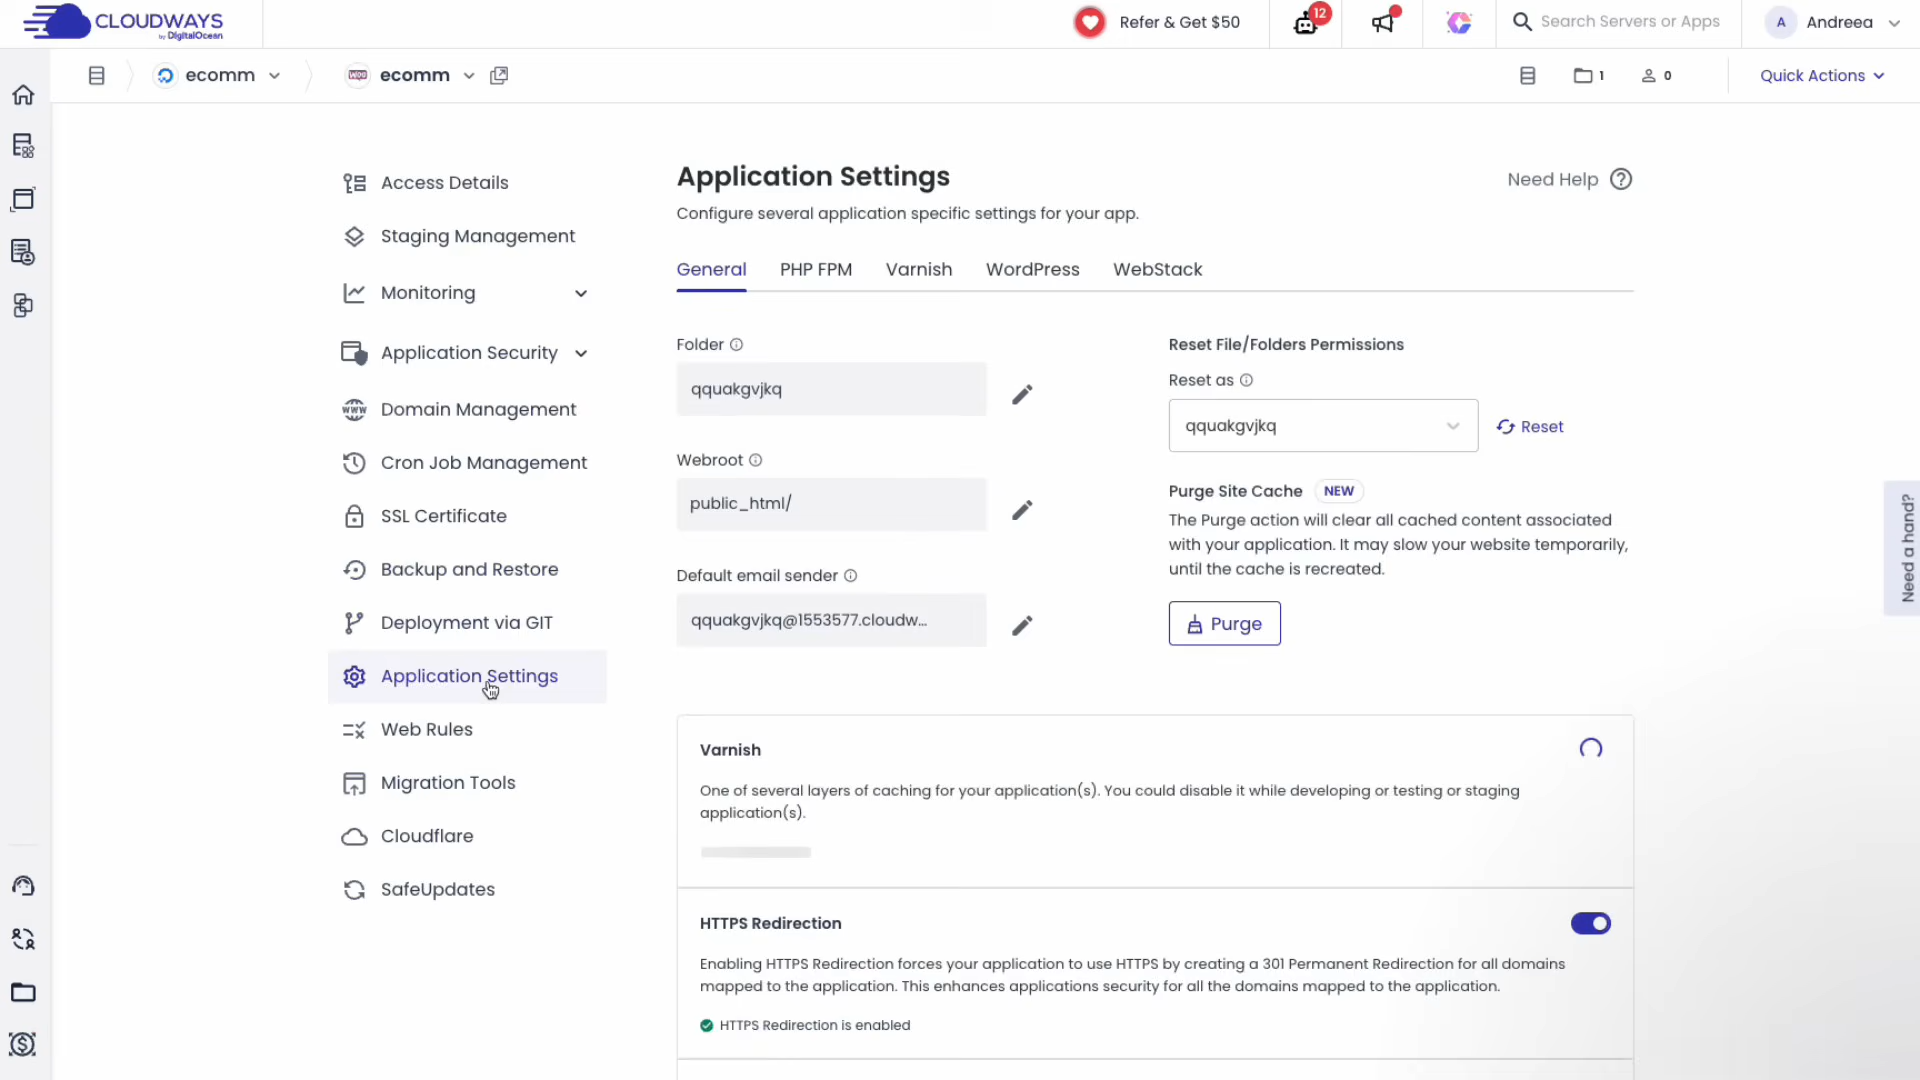 CLOUDWAYS
by DigitalOcean
Refer & Get $50
12
Search Servers or Apps
A
Andreea
ecomm
woo
ecomm
1
0
Quick Actions
Access Details
Staging Management
Monitoring
Application Security
WWW
Domain Management
Cron Job Management
SSL Certificate
Backup and Restore
Deployment via GIT
Application Settings
Web Rules
Migration Tools
Cloudflare
SafeUpdates
Application Settings
Need Help
Configure several application specific settings for your app.
General
PHP FPM
Varnish
WordPress
WebStack
Folder
qquakgvjkq
Webroot
public_html/
Default email sender
qquakgvjkq@1553577.cloudw...
Reset File/Folders Permissions
Reset as
qquakgvjkq
Reset
Purge Site Cache NEW
The Purge action will clear all cached content associated
with your application. It may slow your website temporarily,
until the cache is recreated.
Purge
Need a hand?
Varnish
One of several layers of caching for your application(s). You could disable it while developing or testing or staging
application(s).
HTTPS Redirection
Enabling HTTPS Redirection forces your application to use HTTPS by creating a 301 Permanent Redirection for all domains
mapped to the application. This enhances applications security for all the domains mapped to the application.
HTTPS Redirection is enabled